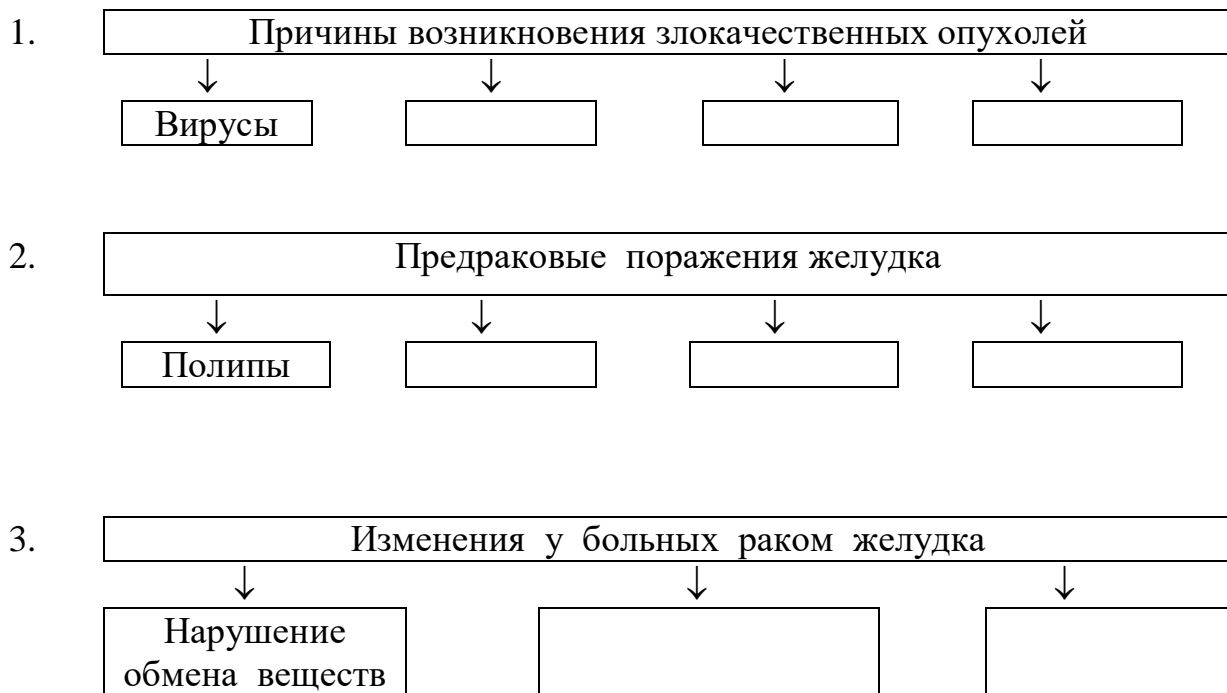 1. Причины возникновения злокачественных опухолей
Вирусы
2. Предраковые поражения желудка
Полипы
3. Изменения у больных раком желудка
Нарушение
обмена веществ